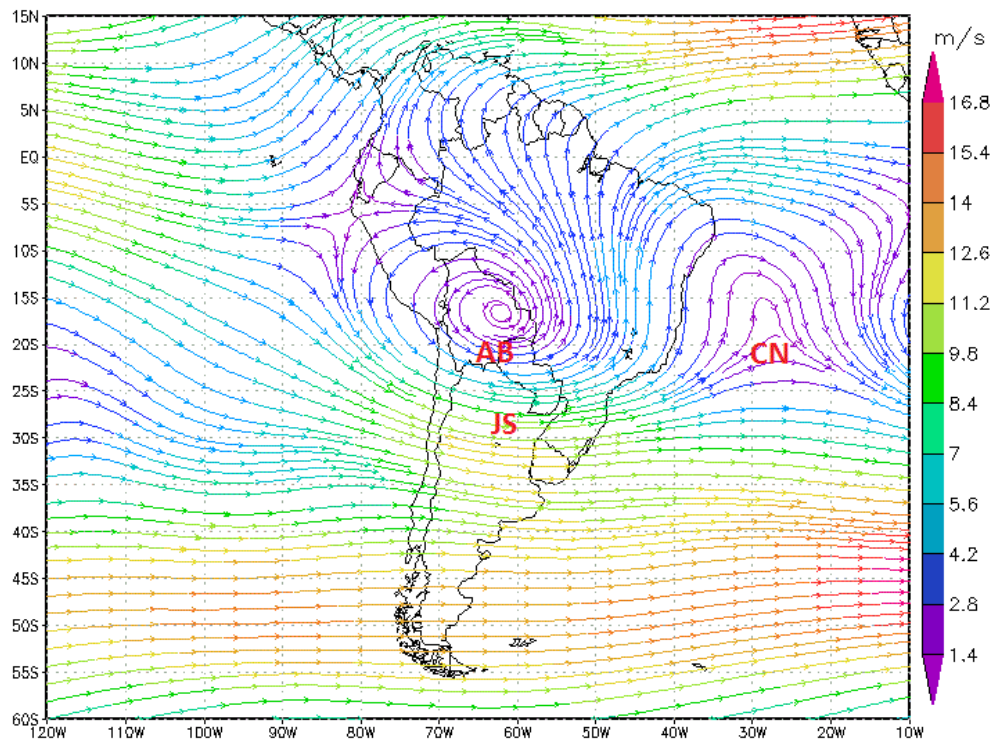 15N
10N
5N
EQ
5S
10S
15S
20S
25S
30S
35S
40S
45S
50S
55S
60S
120W 110W 100W 90W 80W 70W 60W 50W 40W 30W 20W 10W
AB
CN
JS
m/s
16.8
15.4
14
12.6
11.2
9.8
8.4
7
5.6
4.2
2.8
1.4